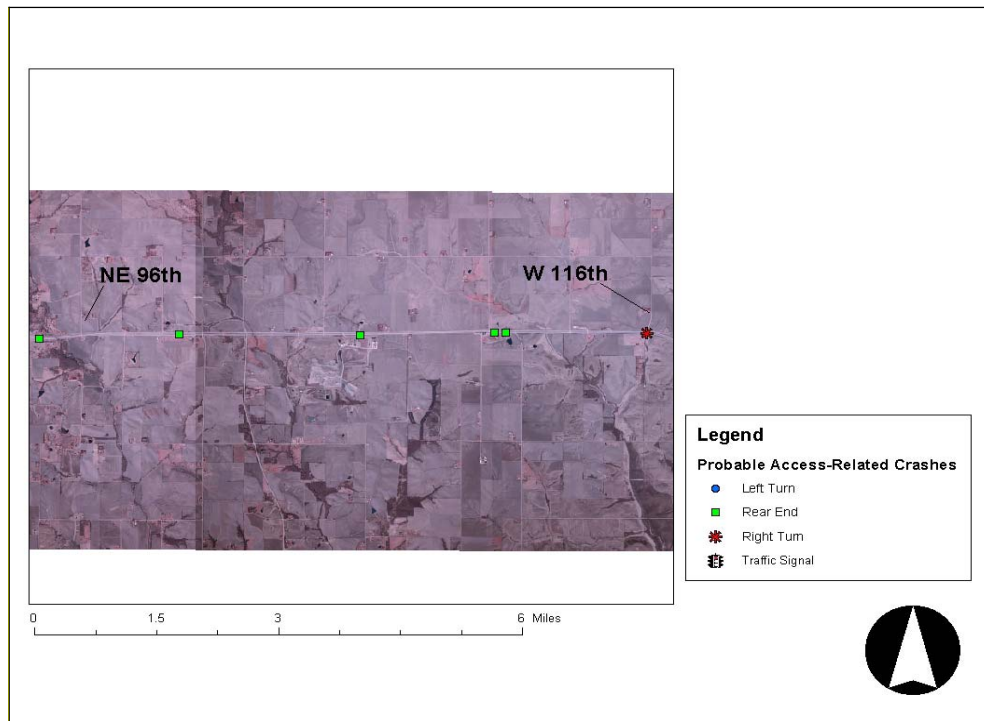 NE 96th
W 116th
Legend
Probable Access-Related Crashes
Left Turn
Rear End
Right Turn
Traffic Signal
0 1.5 3 6 Miles